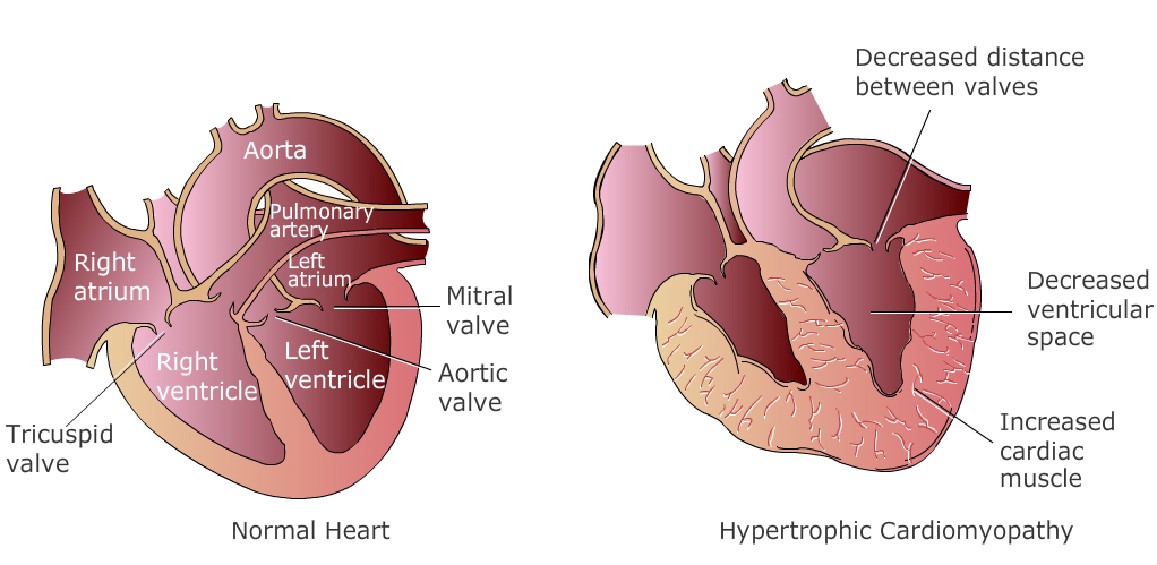 Aorta
Pulmonary
artery
Right
atrium
Left
atrium
Mitral
valve
Right
ventricle
Left
ventricle
Aortic
valve
Tricuspid
valve
Normal Heart
Decreased distance
between valves
Decreased
ventricular
space
Increased
cardiac
muscle
Hypertrophic Cardiomyopathy